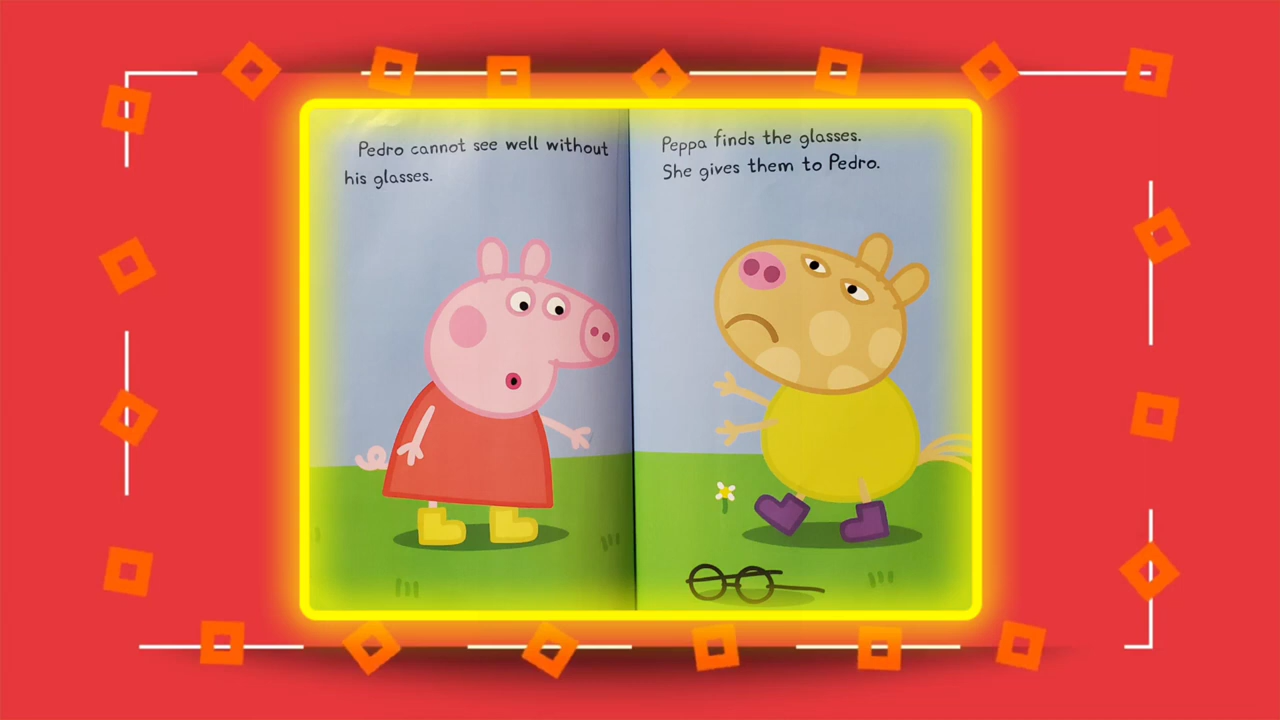 Pedro cannot see well without
his glasses.
Peppa finds the glasses.
She gives them to Pedro.